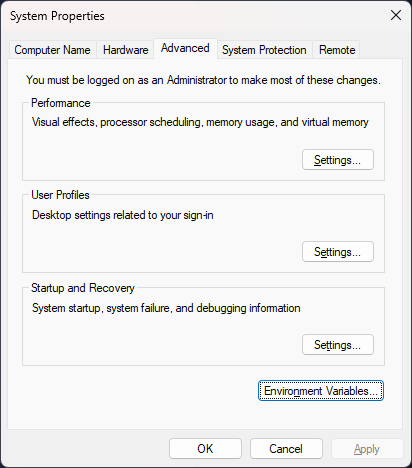 System Properties
Computer Name Hardware Advanced System Protection Remote
You must be logged on as an Administrator to make most of these changes.
Performance
Visual effects, processor scheduling, memory usage, and virtual memory
Settings...
User Profiles
Desktop settings related to your sign-in
Settings...
Startup and Recovery
System startup, system failure, and debugging information
Settings...
Environment Variables...
OK Cancel Apply